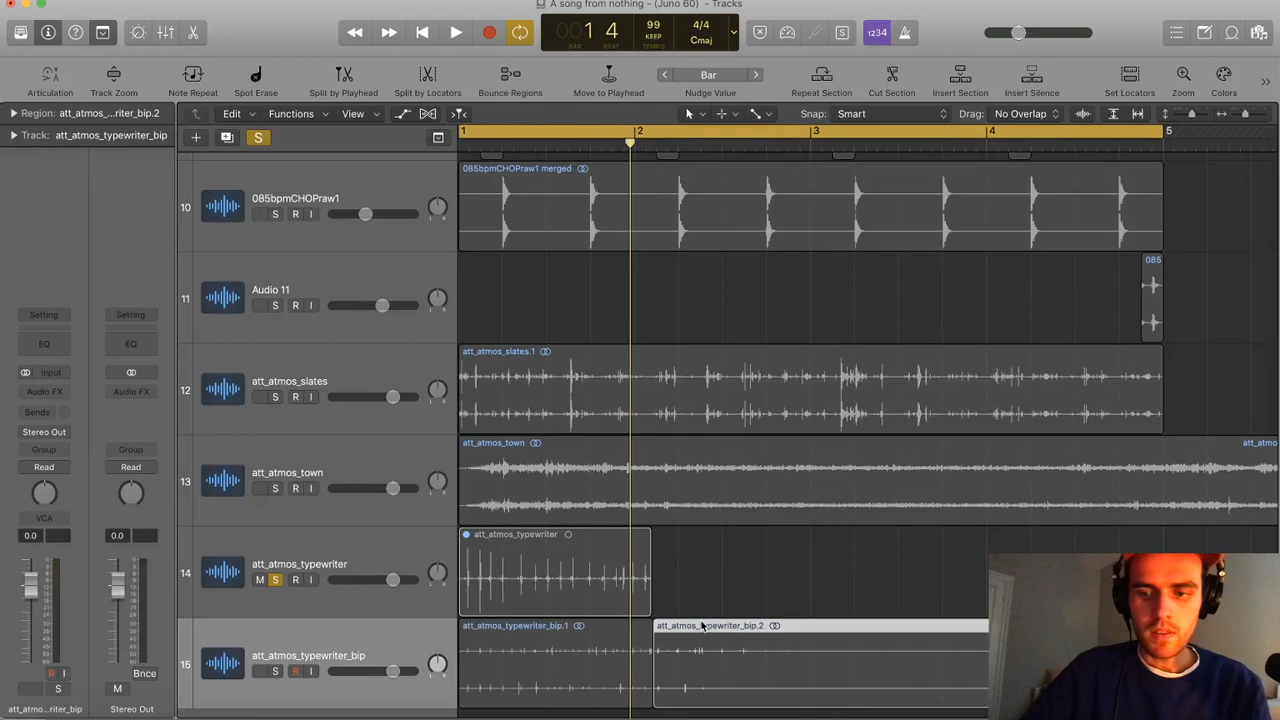 A song from nothing - (Juno 60) - Tracks
001 4
BAR BEAT
99
KEEP
TEMPO
4/4
Cmaj
1234
Articulation
Track Zoom
Note Repeat
Spot Erase
Split by Playhead
Split by Locators
Bounce Regions
Move to Playhead
Bar
Nudge Value
Repeat Section
Cut Section
Insert Section
Insert Silence
Set Locators
Zoom
Colors
Region: att_atmos_...riter_bip.2
Track: att_atmos_typewriter_bip
Edit Functions View
Snap: Smart
Drag: No Overlap
S
1 2 3 4 5
10
085bpmCHOPraw1
S R I
L R
085bpmCHOPraw1 merged
11
Audio 11
S R I
L R
085
12
att_atmos_slates
S R I
L R
att_atmos_slates.1
13
att_atmos_town
S R I
L R
att_atmos_town
att_atmo
14
att_atmos_typewriter
M S R I
L R
att_atmos_typewriter
15
att_atmos_typewriter_bip
S R I
L R
att_atmos_typewriter_bip.1
att_atmos_typewriter_bip.2
Setting Setting
EQ EQ
Input
Audio FX Audio FX
Sends
Stereo Out
Group Group
Read Read
VCA
0.0 0.0
R I Bnce
S M
att_atmos...riter_bip Stereo Out